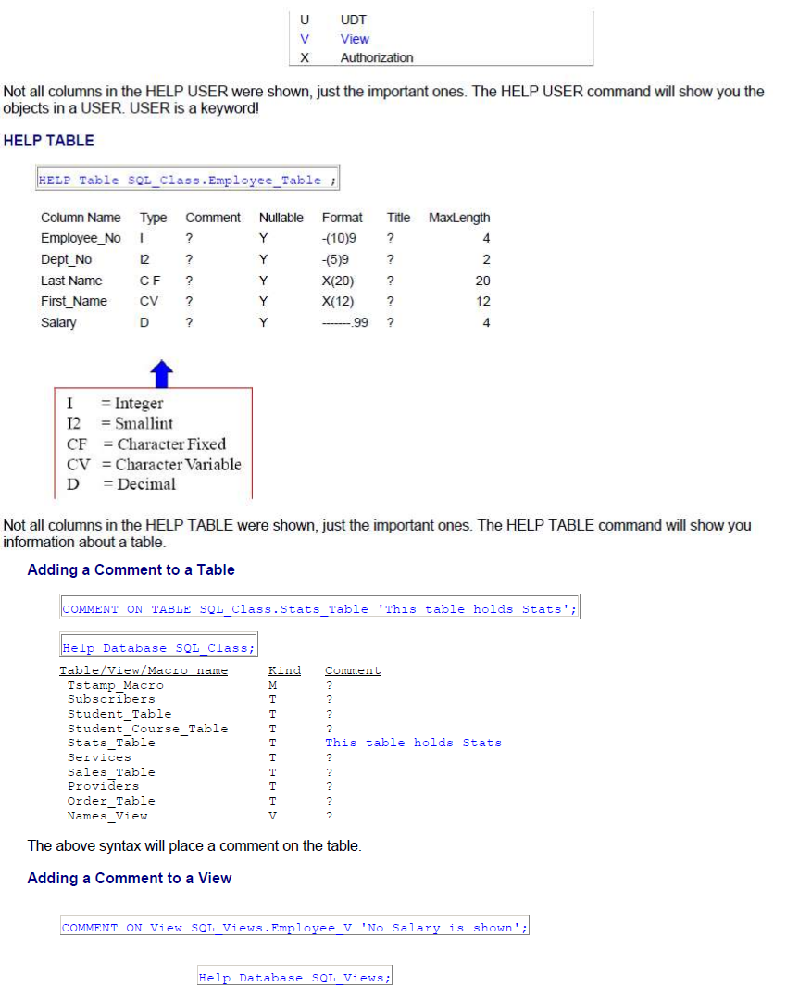 U UDT
V View
X Authorization
Not all columns in the HELP USER were shown, just the important ones. The HELP USER command will show you the
objects in a USER. USER is a keyword!
HELP TABLE
HELP Table SQL_Class.Employee_Table ;
Column Name Type Comment Nullable Format Title MaxLength
Employee_No I ? Y -(10)9 ? 4
Dept_No I2 ? Y -(5)9 ? 2
Last Name C F ? Y X(20) ? 20
First_Name CV ? Y X(12) ? 12
Salary D ? Y -------.99 ? 4
I = Integer
I2 = Smallint
CF = Character Fixed
CV = Character Variable
D = Decimal
Not all columns in the HELP TABLE were shown, just the important ones. The HELP TABLE command will show you
information about a table.
Adding a Comment to a Table
COMMENT ON TABLE SQL_Class.Stats_Table 'This table holds Stats';
Help Database SQL_Class;
Table/View/Macro name Kind Comment
Tstamp_Macro M ?
Subscribers T ?
Student_Table T ?
Student_Course_Table T ?
Stats_Table T This table holds Stats
Services T ?
Sales_Table T ?
Providers T ?
Order_Table T ?
Names_View V ?
The above syntax will place a comment on the table.
Adding a Comment to a View
COMMENT ON View SQL_Views.Employee_V 'No Salary is shown';
Help Database SQL_Views;